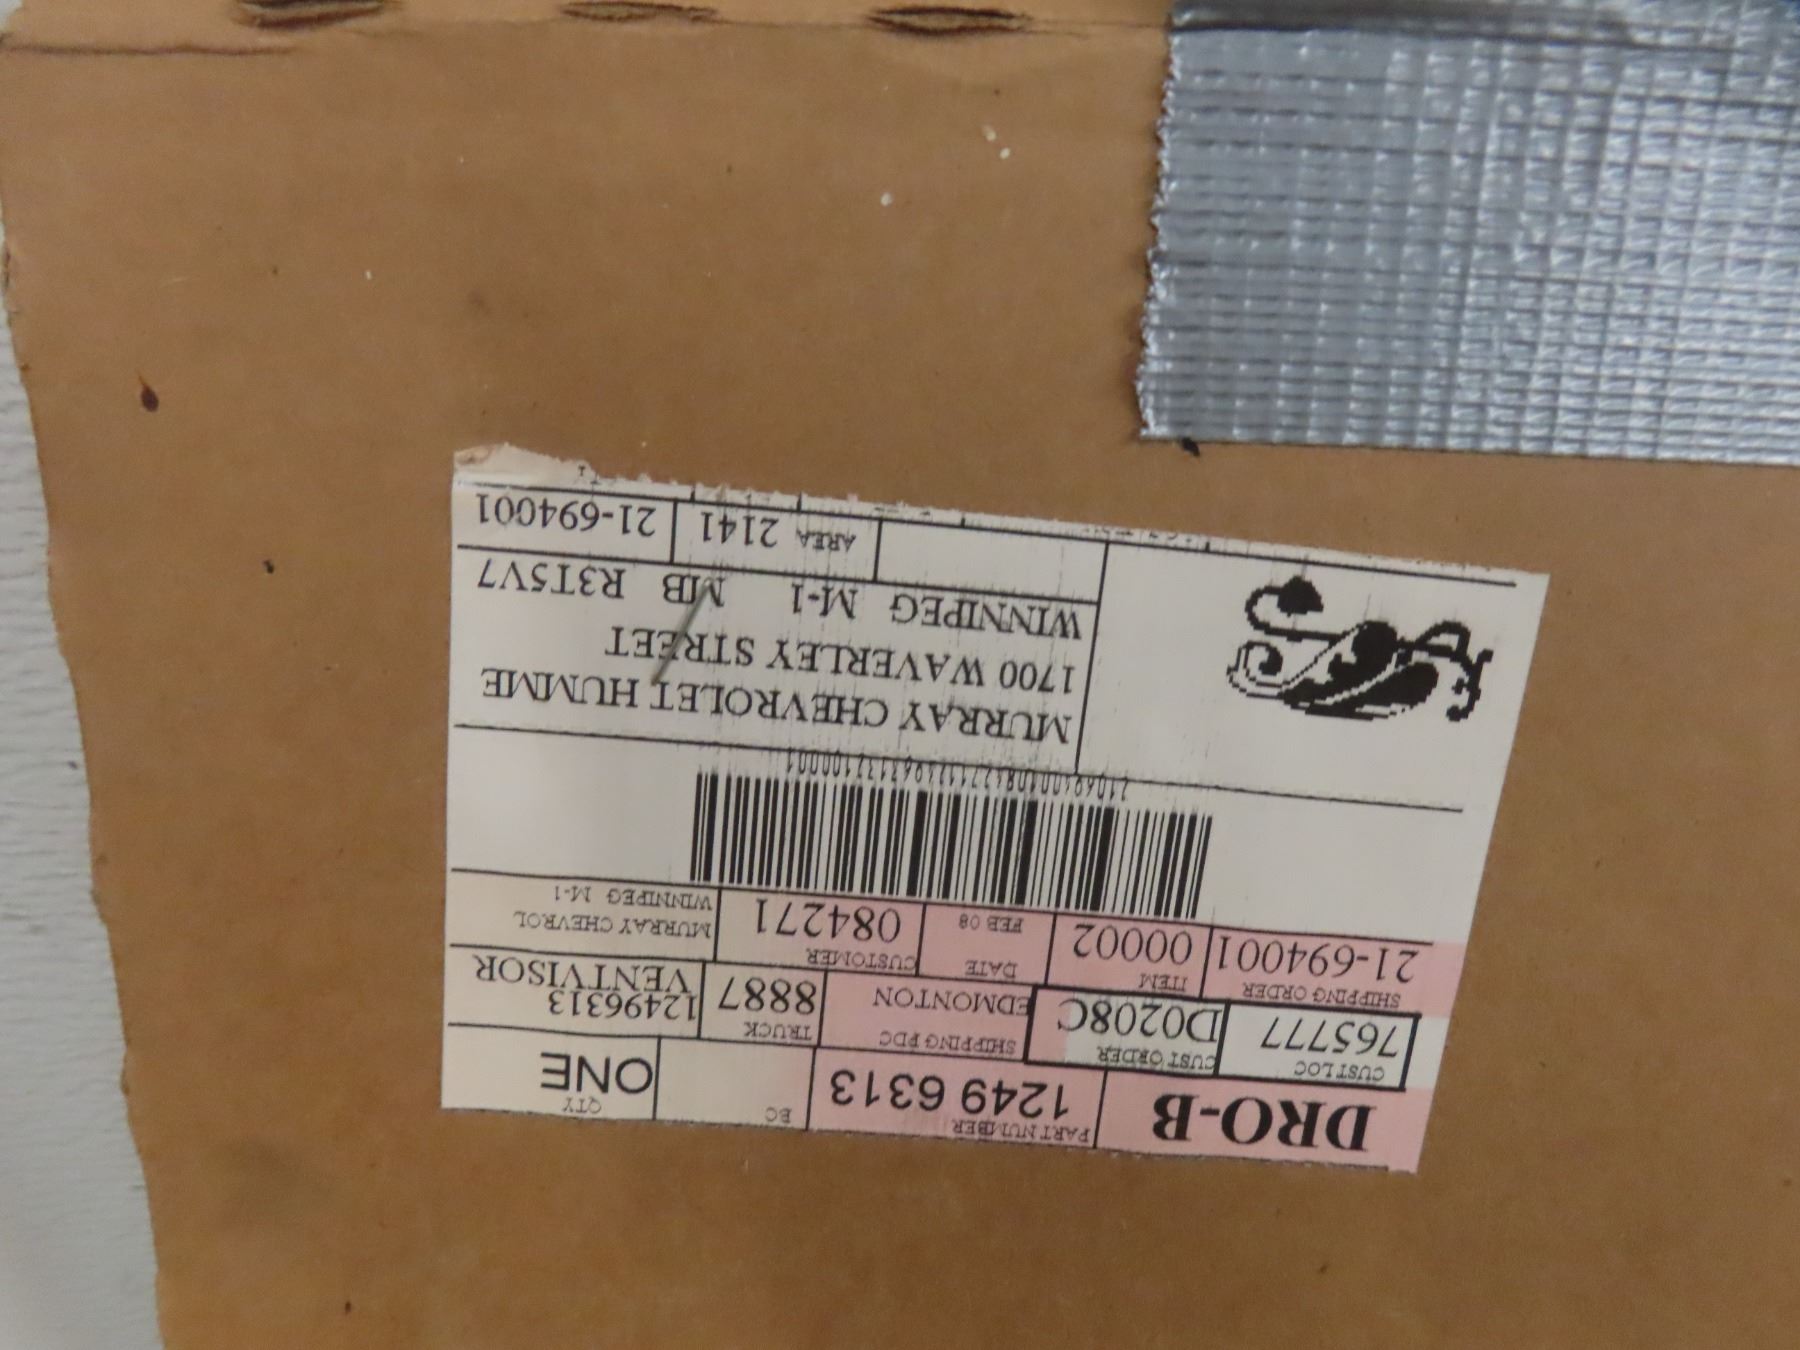 DRO-B PART NUMBER 1249 6313 BC QTY ONE
CUST LOC 765777 CUST ORDER D0208C SHIPPING PDC EDMONTON TRUCK 8887 12496313
VENTVISOR
SHIPPING ORDER 21-694001 ITEM 00002 DATE FEB 08 CUSTOMER 084271 MURRAY CHEVROL
WINNIPEG M-1
MURRAY CHEVROLET HUMME
1700 WAVERLEY STREET
WINNIPEG M-1 MB R3T5V7
AREA 2141 21-694001